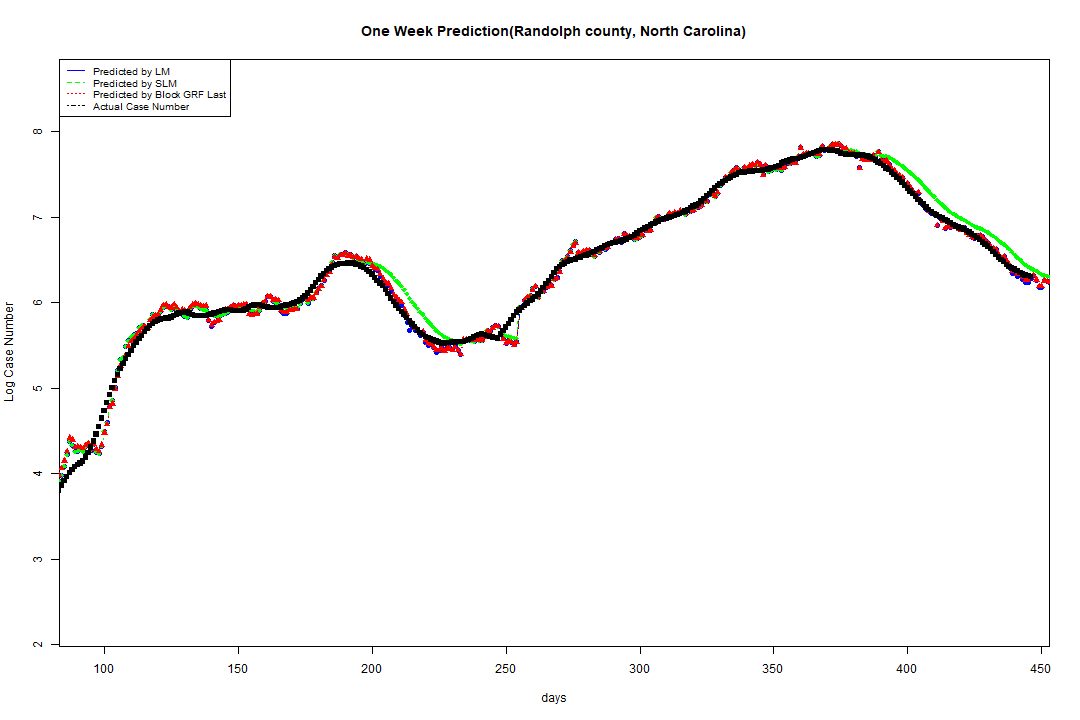 One Week Prediction(Randolph county, North Carolina)
Predicted by LM
Predicted by SLM
Predicted by Block GRF Last
Actual Case Number
8
7
6
5
4
3
2
Log Case Number
100 150 200 250 300 350 400 450
days